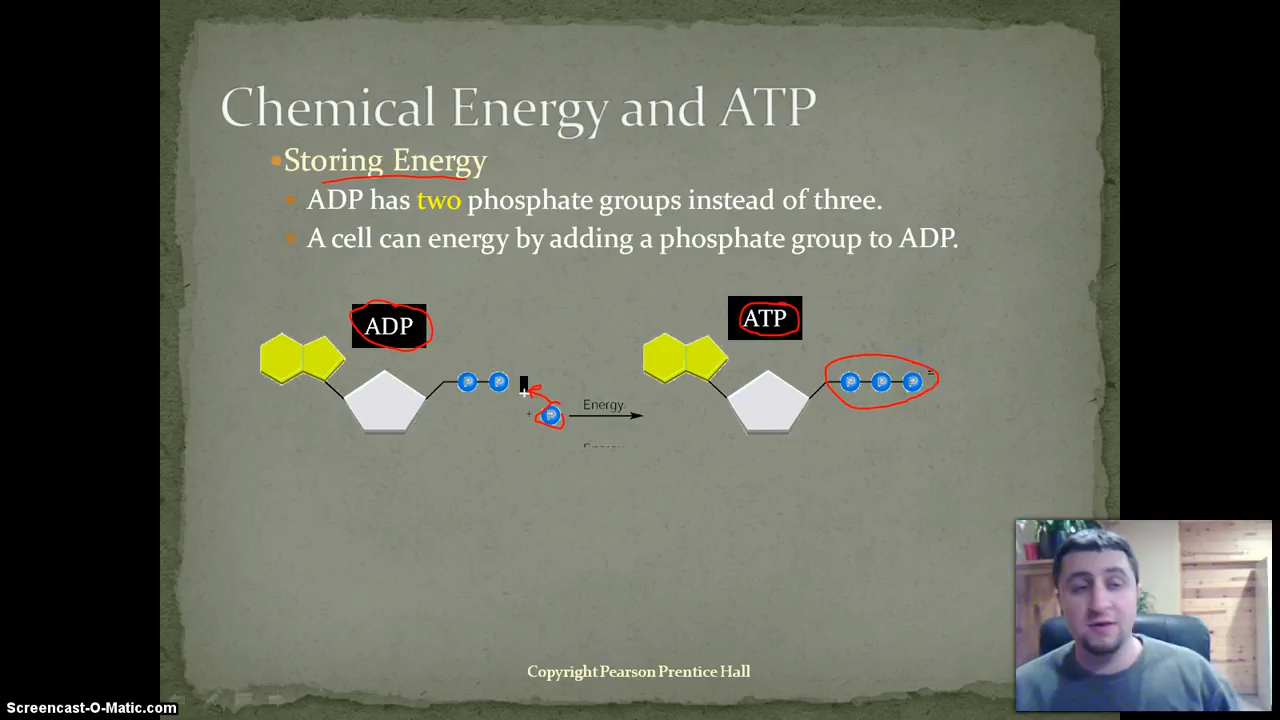 Chemical Energy and ATP
•Storing Energy
• ADP has two phosphate groups instead of three.
• A cell can energy by adding a phosphate group to ADP.
ADP
ATP
P P
P P P
+ P
Energy
Copyright Pearson Prentice Hall
Screencast-O-Matic.com